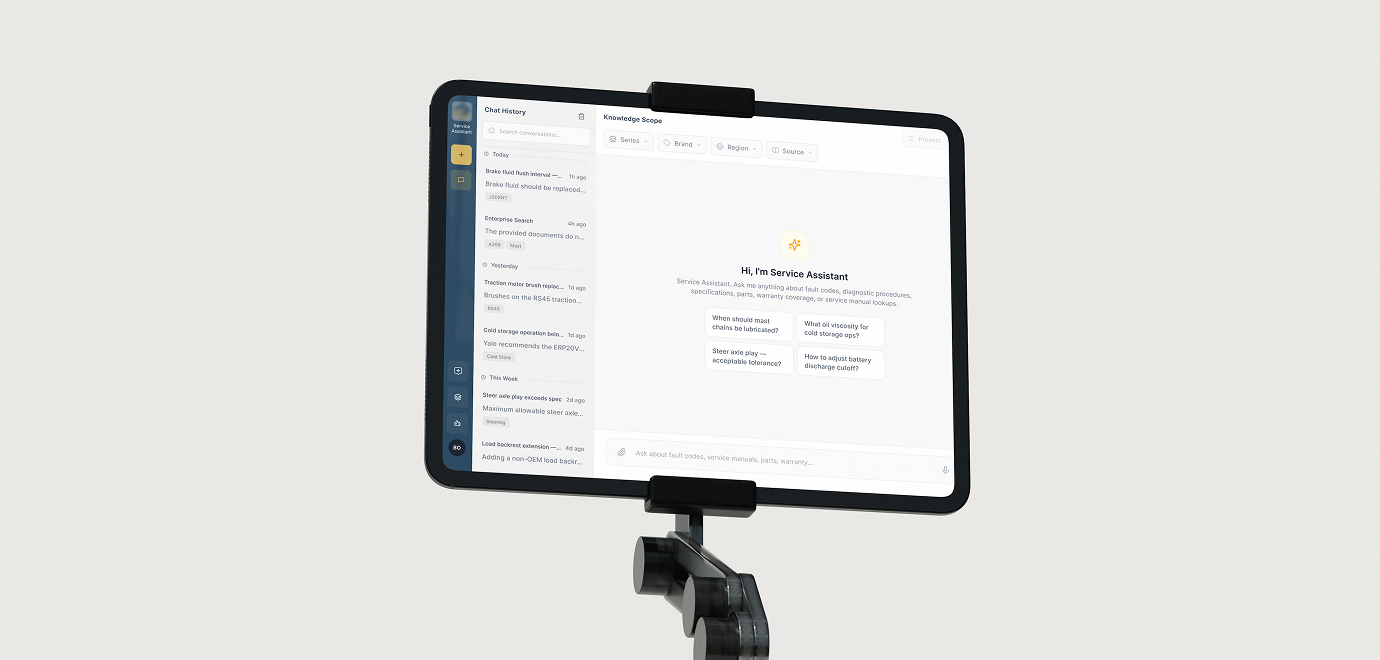 Service
Assistant
Chat History
Search conversations...
Today
Brake fluid flush interval —... 1h ago
Brake fluid should be replaced...
J30XNT
Enterprise Search 4h ago
The provided documents do n...
A268 Mast
Yesterday
Traction motor brush replac... 1d ago
Brushes on the RS45 traction...
RS45
Cold storage operation belo... 1d ago
Yale recommends the ERP20V...
Cold Store
This Week
Steer axle play exceeds spec 2d ago
Maximum allowable steer axle...
Steering
Load backrest extension —... 4d ago
Adding a non-OEM load backr...
BO
Knowledge Scope
Presets
Series
Brand
Region
Source
Hi, I'm Service Assistant
Service Assistant. Ask me anything about fault codes, diagnostic procedures,
specifications, parts, warranty coverage, or service manual lookups.
When should mast
chains be lubricated?
What oil viscosity for
cold storage ops?
Steer axle play —
acceptable tolerance?
How to adjust battery
discharge cutoff?
Ask about fault codes, service manuals, parts, warranty...